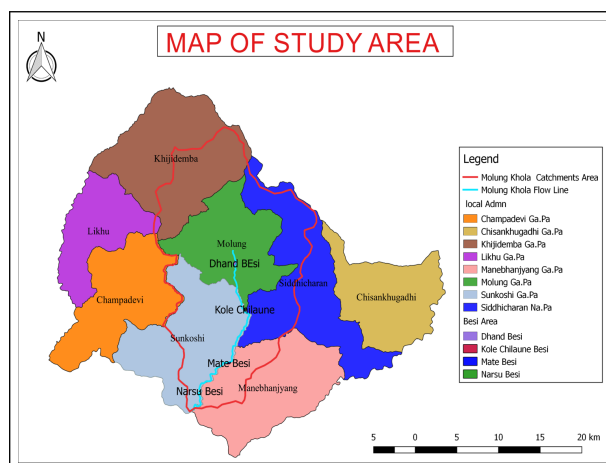 MAP OF STUDY AREA
N
Khijidemba
Likhu
Molung
Dhand BEsi
Siddhicharan
Champadevi
Chisankhugadhi
Kole Chilaune
Sunkoshi
Mate Besi
Narsu Besi
Manebhanjyang
Legend
Molung Khola Catchments Area
Molung Khola Flow Line
local Admn
Champadevi Ga.Pa
Chisankhugadhi Ga.Pa
Khijidemba Ga.Pa
Likhu Ga.Pa
Manebhanjyang Ga.Pa
Molung Ga.Pa
Sunkoshi Ga.Pa
Siddhicharan Na.Pa
Besi Area
Dhand Besi
Kole Chilaune Besi
Mate Besi
Narsu Besi
5 0 5 10 15 20 km